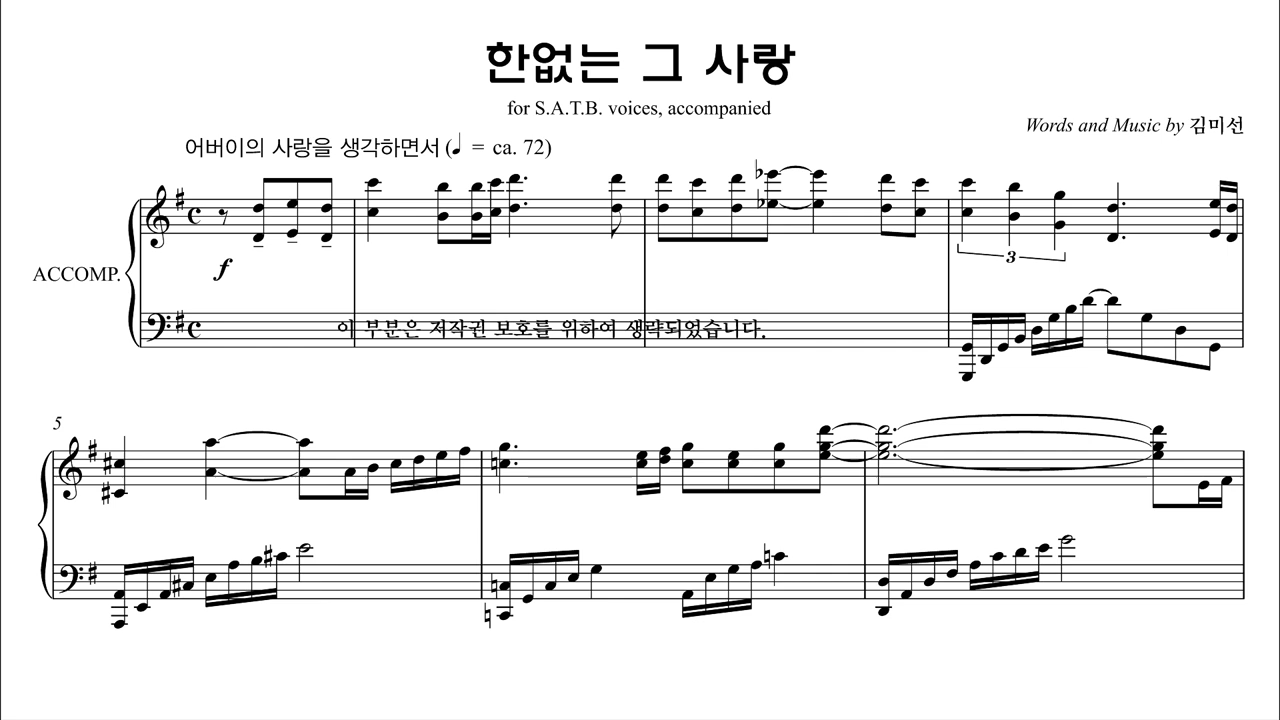 한없는 그 사랑
for S.A.T.B. voices, accompanied
Words and Music by 김미선
어버이의 사랑을 생각하면서 (♩ = ca. 72)
f
3
ACCOMP.
이 부분은 저작권 보호를 위하여 생략되었습니다.
5